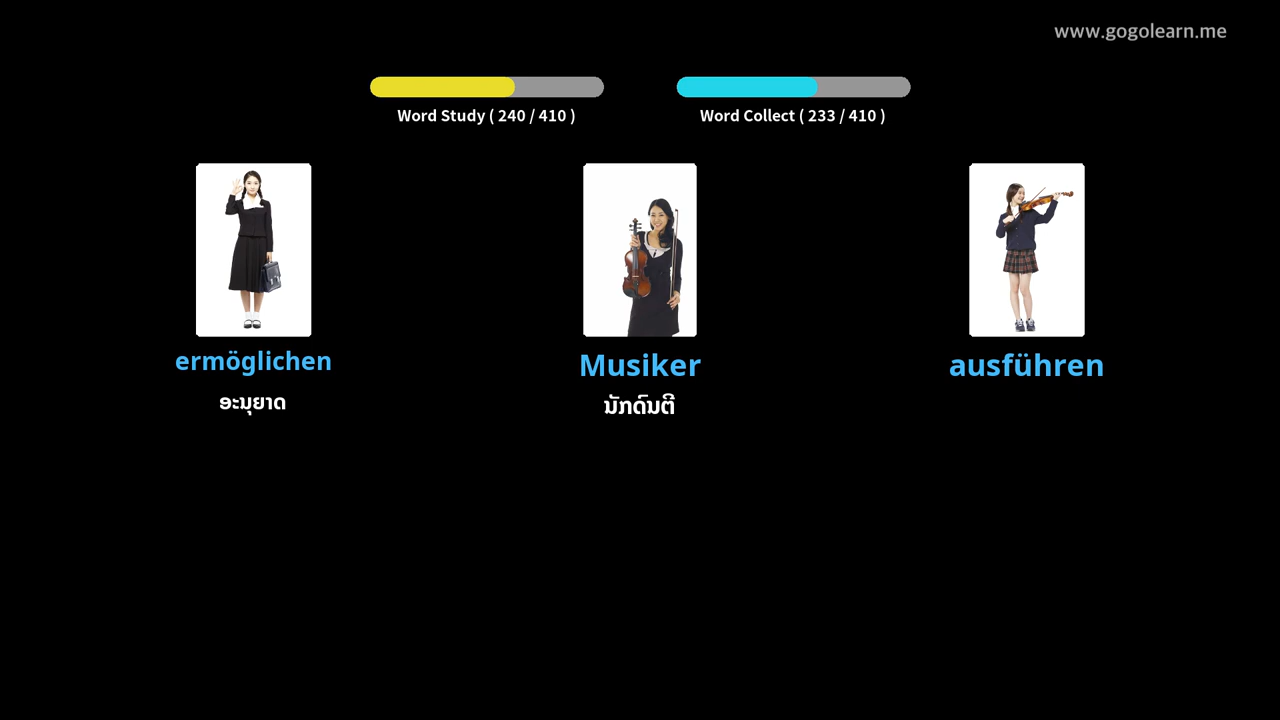 www.gogolearn.me
Word Study ( 240 / 410 )
Word Collect ( 233 / 410 )
ermöglichen
Musiker
ausführen
ອະນຸຍາດ
ນັກດົນຕີ